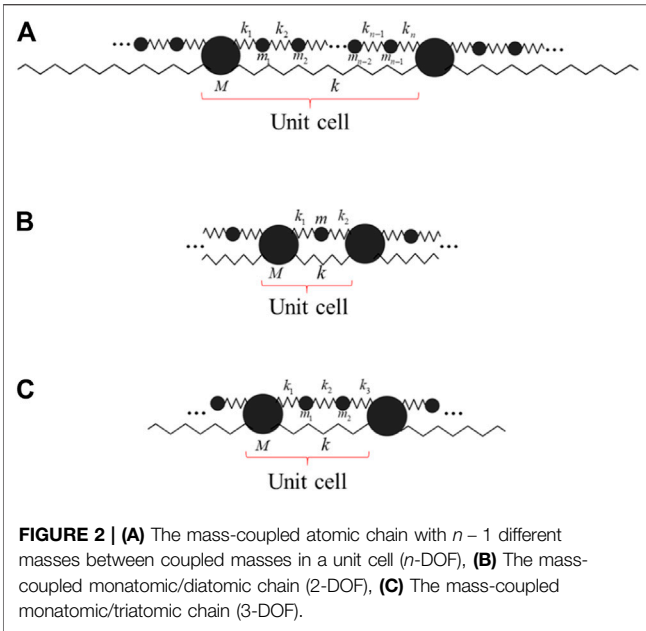 A
k₁ k₂ kₙ₋₁ kₙ
... ... ...
m₁ m₂ mₙ₋₂ mₙ₋₁
M k
Unit cell
B
k₁ m k₂
... ...
M k
Unit cell
C
k₁ k₂ k₃
... ...
m₁ m₂
M k
Unit cell
FIGURE 2 | (A) The mass-coupled atomic chain with n – 1 different
masses between coupled masses in a unit cell (n-DOF), (B) The mass-
coupled monatomic/diatomic chain (2-DOF), (C) The mass-coupled
monatomic/triatomic chain (3-DOF).